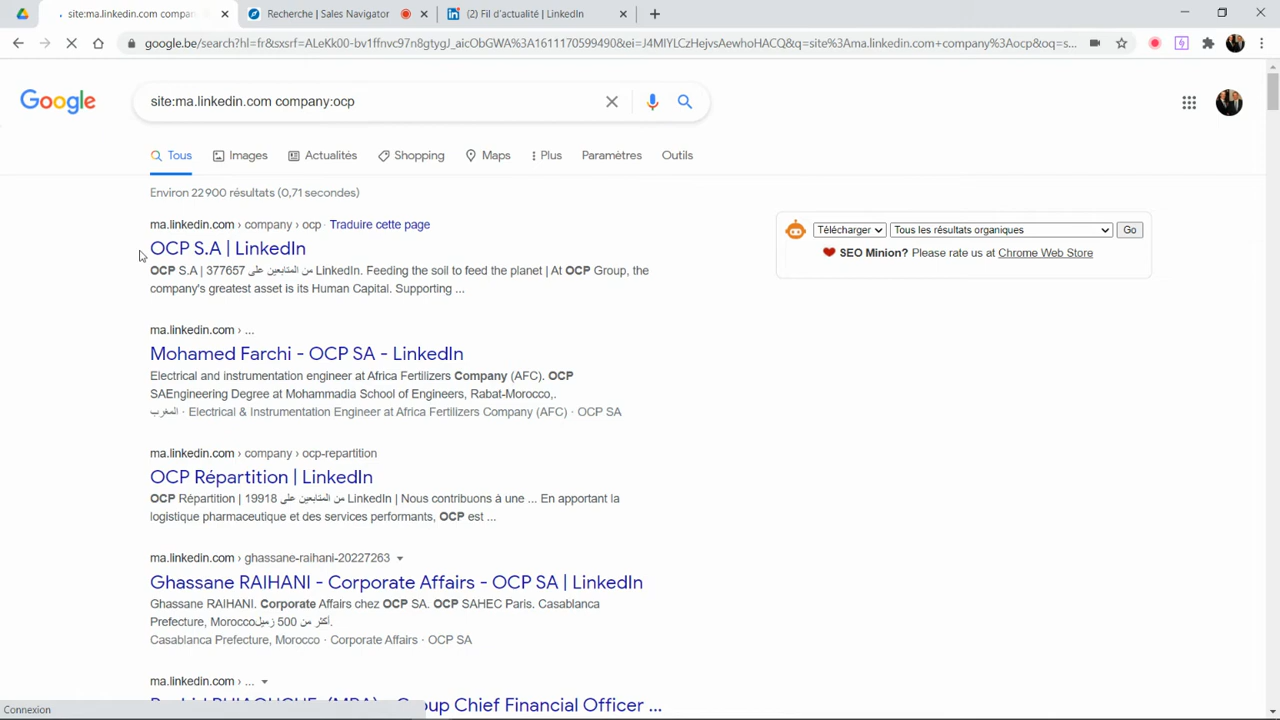 site:ma.linkedin.com compan
Recherche | Sales Navigator
(2) Fil d'actualité | LinkedIn
google.be/search?hl=fr&sxsrf=ALeKk00-bv1ffnvc97n8gtygJ_aicObGWA%3A1611170599490&ei=J4MIYLCzHejvsAewhoHACQ&q=site%3Ama.linkedin.com+company%3Aocp&oq=s...
Google
site:ma.linkedin.com company:ocp
Tous
Images
Actualités
Shopping
Maps
Plus
Paramètres
Outils
Environ 22 900 résultats (0,71 secondes)
ma.linkedin.com › company › ocp · Traduire cette page
OCP S.A | LinkedIn
OCP S.A | 377657 من المتابعين على LinkedIn. Feeding the soil to feed the planet | At OCP Group, the
company's greatest asset is its Human Capital. Supporting ...
Télécharger
Tous les résultats organiques
Go
SEO Minion? Please rate us at Chrome Web Store
ma.linkedin.com › ...
Mohamed Farchi - OCP SA - LinkedIn
Electrical and instrumentation engineer at Africa Fertilizers Company (AFC). OCP
SAEngineering Degree at Mohammadia School of Engineers, Rabat-Morocco,.
المغرب · Electrical & Instrumentation Engineer at Africa Fertilizers Company (AFC) · OCP SA
ma.linkedin.com › company › ocp-repartition
OCP Répartition | LinkedIn
OCP Répartition | 19918 من المتابعين على LinkedIn | Nous contribuons à une ... En apportant la
logistique pharmaceutique et des services performants, OCP est ...
ma.linkedin.com › ghassane-raihani-20227263
Ghassane RAIHANI - Corporate Affairs - OCP SA | LinkedIn
Ghassane RAIHANI. Corporate Affairs chez OCP SA. OCP SAHEC Paris. Casablanca
Prefecture, Moroccoأكثر من 500 زميل.
Casablanca Prefecture, Morocco · Corporate Affairs · OCP SA
ma.linkedin.com › ...
Group Chief Financial Officer ...
Connexion